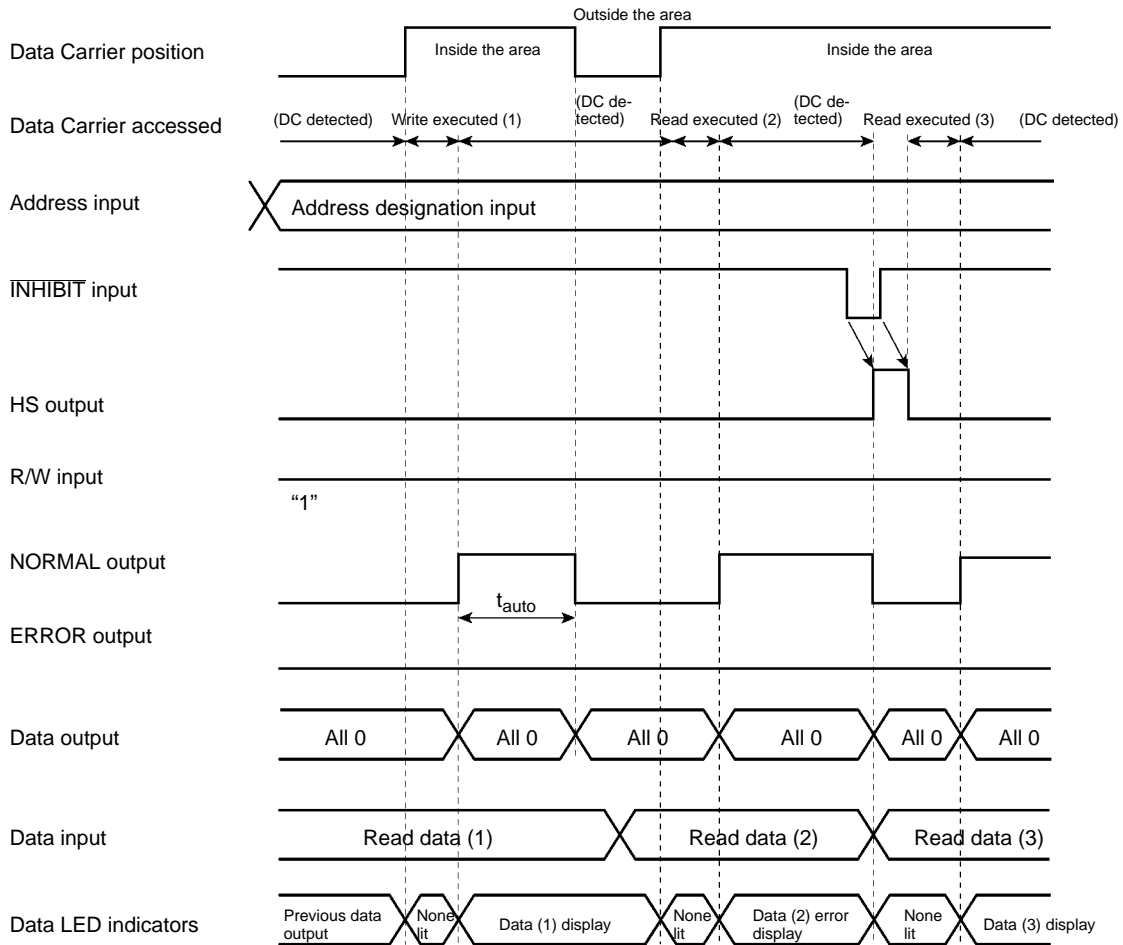 Outside the area
Data Carrier position
Inside the area
Inside the area
Data Carrier accessed
(DC detected)
Write executed (1)
(DC de-
tected)
Read executed (2)
(DC de-
tected)
Read executed (3)
(DC detected)
Address input
Address designation input
INHIBIT input
HS output
R/W input
“1”
NORMAL output
tauto
ERROR output
Data output
All 0
All 0
All 0
All 0
All 0
All 0
Data input
Read data (1)
Read data (2)
Read data (3)
Data LED indicators
Previous data
output
None
lit
Data (1) display
None
lit
Data (2) error
display
None
lit
Data (3) display